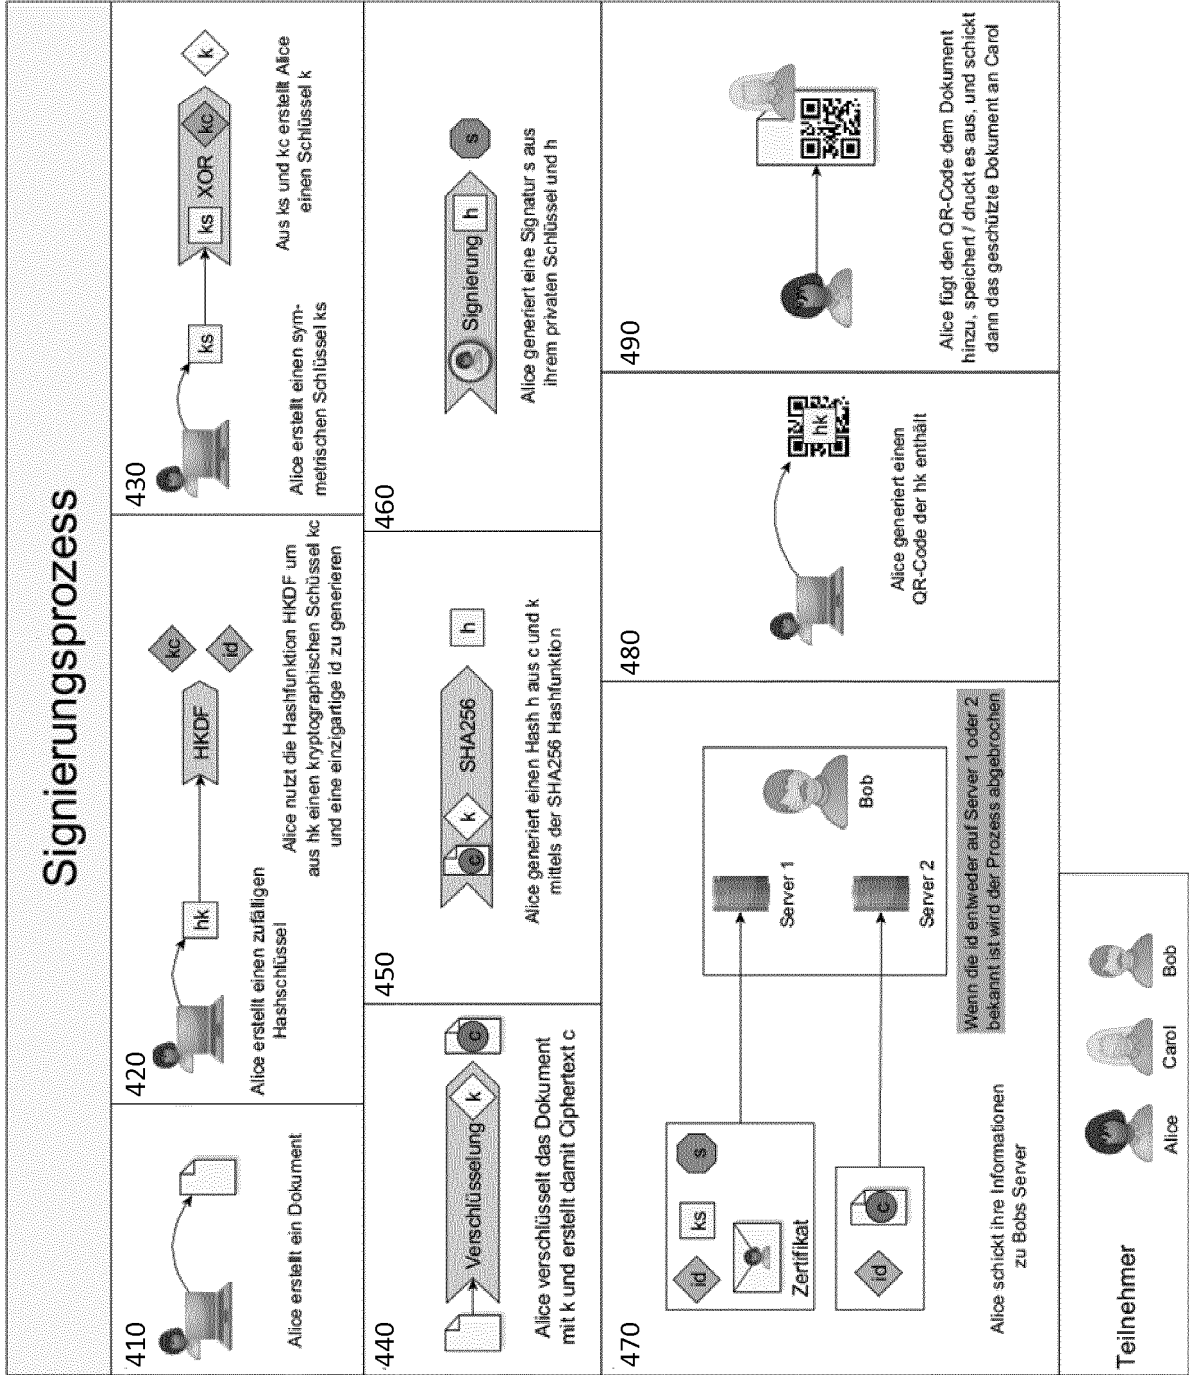 Signierungsprozess
410
Alice erstellt ein Dokument
420
hk
HKDF
kc
id
Alice erstellt einen zufälligen
Hashschlüssel
Alice nutzt die Hashfunktion HKDF um
aus hk einen kryptographischen Schüssel kc
und eine einzigartige id zu generieren
430
ks
ks
XOR
kc
k
Alice erstellt einen sym-
metrischen Schlüssel ks
Aus ks und kc erstellt Alice
einen Schlüssel k
440
Verschlüsselung
k
c
Alice verschlüsselt das Dokument
mit k und erstellt damit Ciphertext c
450
c
k
SHA256
h
Alice generiert einen Hash h aus c und k
mittels der SHA256 Hashfunktion
460
Signierung
h
s
Alice generiert eine Signatur s aus
ihrem privaten Schlüssel und h
470
id
ks
s
Zertifikat
id
c
Server 1
Server 2
Bob
Alice schickt ihre Informationen
zu Bobs Server
Wenn die id entweder auf Server 1 oder 2
bekannt ist wird der Prozess abgebrochen
480
hk
Alice generiert einen
QR-Code der hk enthält
490
Alice fügt den QR-Code dem Dokument
hinzu, speichert / druckt es aus, und schickt
dann das geschützte Dokument an Carol
Teilnehmer
Alice
Carol
Bob